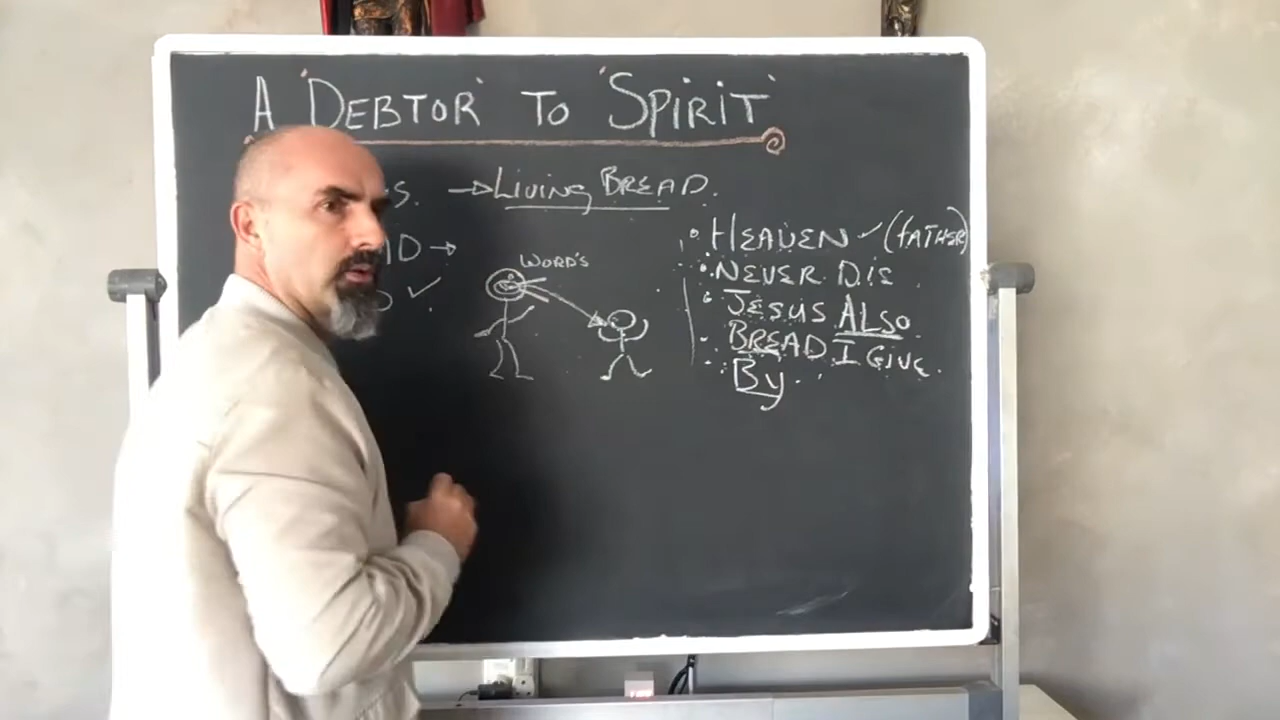 A DEBTOR TO SPIRIT
→ LIVING BREAD.
WORD'S
HEAVEN ✓ (FATHER)
NEVER DIE
JESUS ALSO
BREAD I GIVE.
By